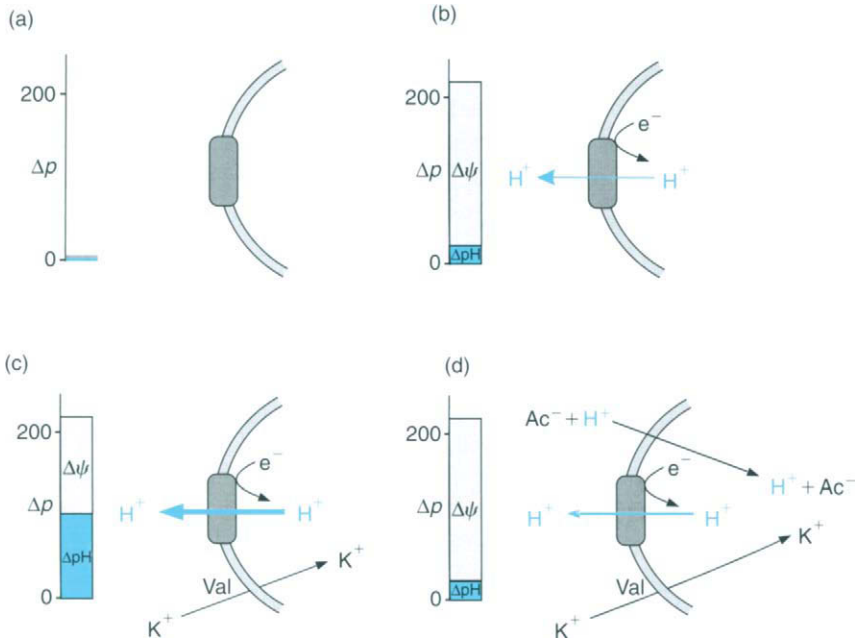 (a)
200
Δp
0
(b)
200
Δp
Δψ
ΔpH
0
e⁻
H⁺
H⁺
(c)
200
Δp
Δψ
ΔpH
0
e⁻
H⁺
H⁺
Val
K⁺
K⁺
(d)
200
Δp
Δψ
ΔpH
0
Ac⁻ + H⁺
e⁻
H⁺ + Ac⁻
H⁺
H⁺
K⁺
Val
K⁺